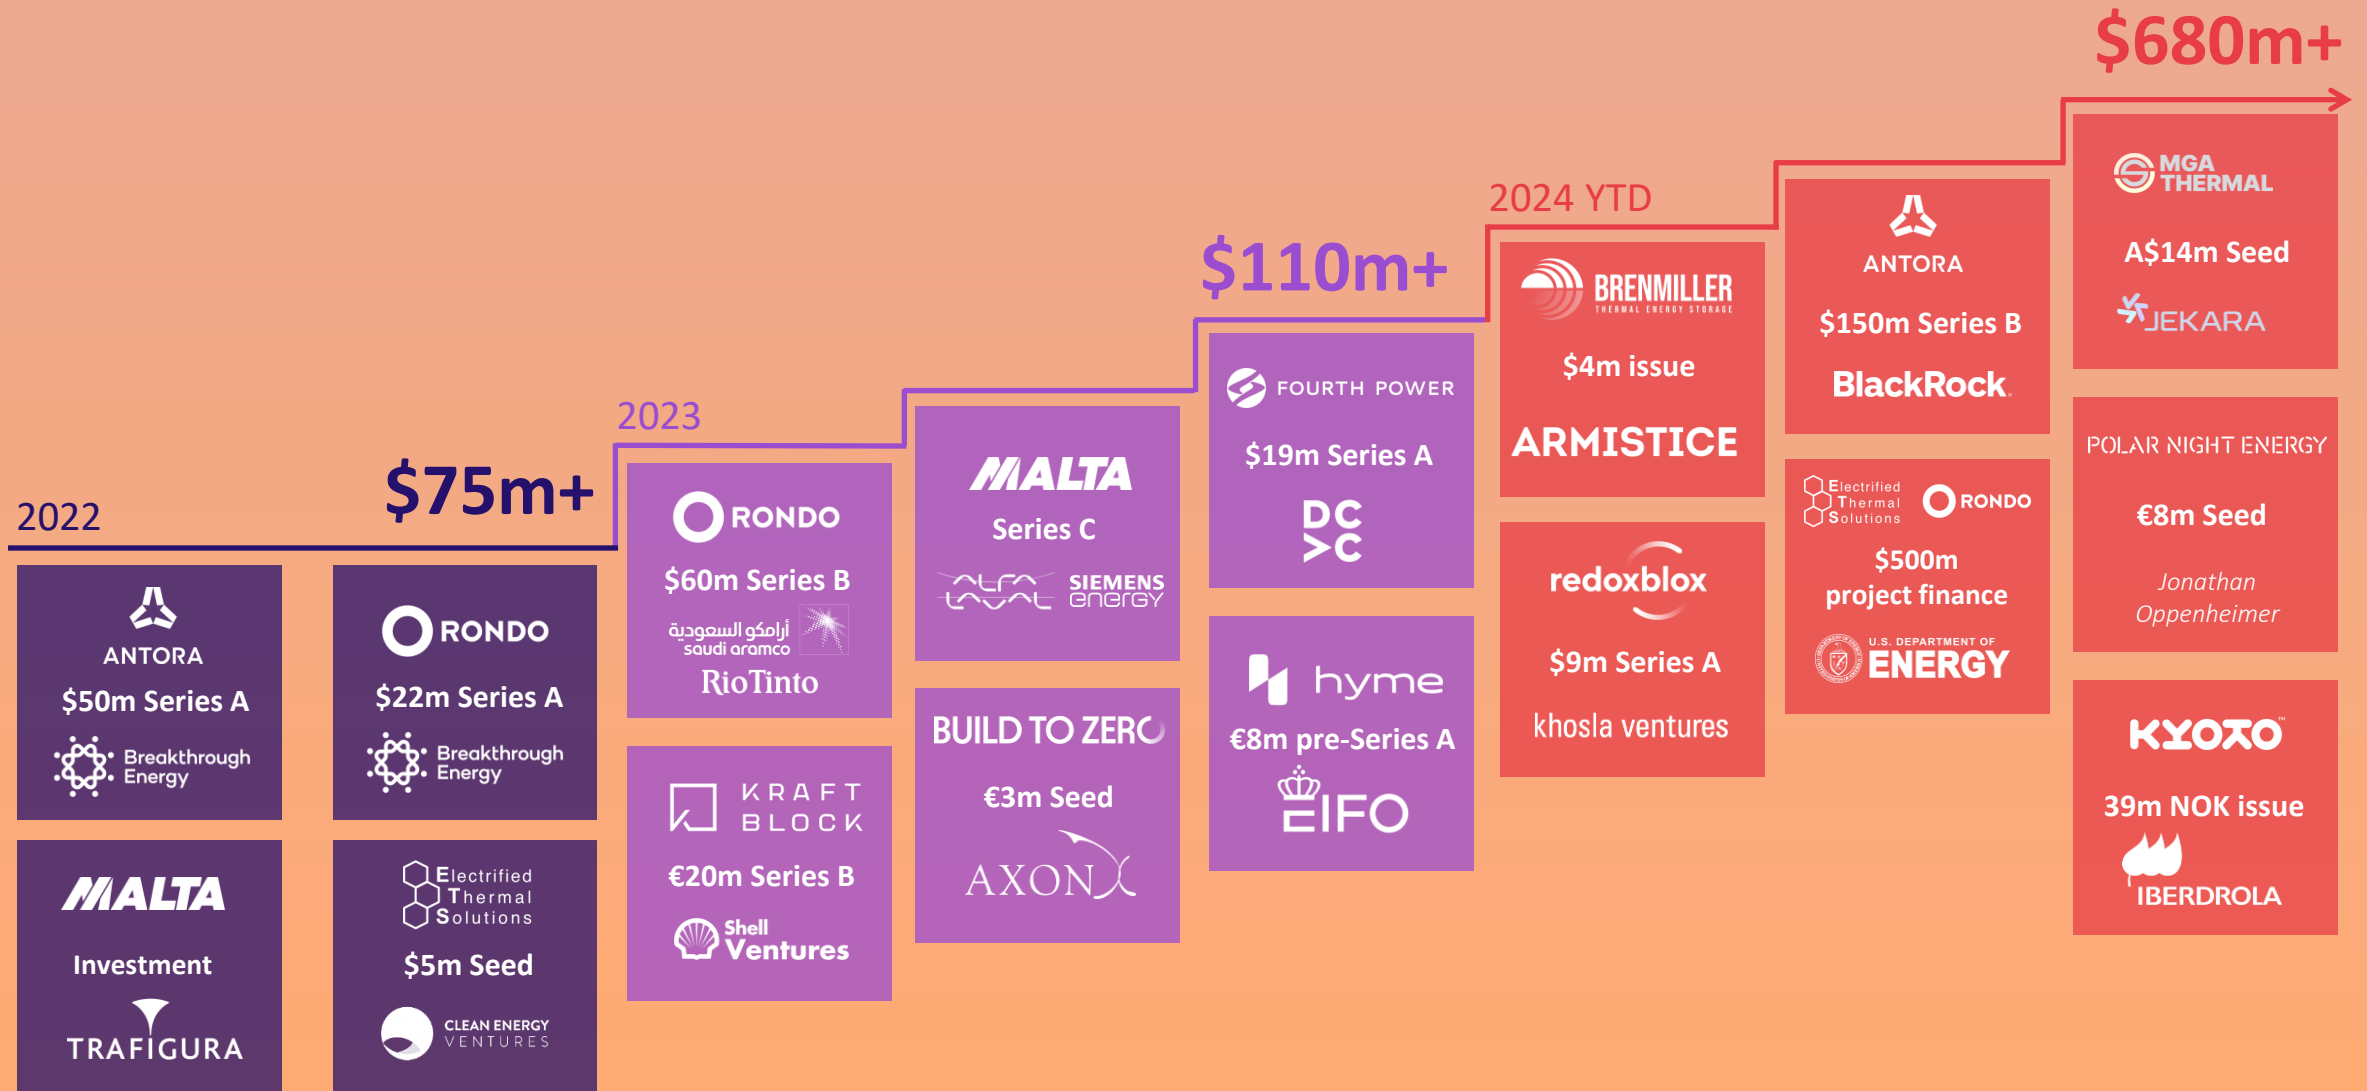 2022
$75m+
ANTORA
$50m Series A
Breakthrough
Energy
MALTA
Investment
TRAFIGURA
RONDO
$22m Series A
Breakthrough
Energy
Electrified
Thermal
Solutions
$5m Seed
CLEAN ENERGY
VENTURES
2023
$110m+
RONDO
$60m Series B
أرامكو السعودية
saudi aramco
RioTinto
KRAFT
BLOCK
€20m Series B
Shell
Ventures
MALTA
Series C
ALFA
LAVAL
SIEMENS
energy
BUILD TO ZERO
€3m Seed
AXON
FOURTH POWER
$19m Series A
DC
>C
hyme
€8m pre-Series A
EIFO
2024 YTD
$680m+
BRENMILLER
THERMAL ENERGY STORAGE
$4m issue
ARMISTICE
redoxblox
$9m Series A
khosla ventures
ANTORA
$150m Series B
BlackRock.
Electrified
Thermal
Solutions
RONDO
$500m
project finance
U.S. DEPARTMENT OF
ENERGY
MGA
THERMAL
A$14m Seed
JEKARA
POLAR NIGHT ENERGY
€8m Seed
Jonathan
Oppenheimer
KYOTO™
39m NOK issue
IBERDROLA